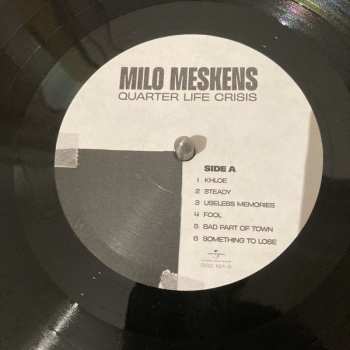 MILO MESKENS
QUARTER LIFE CRISIS
SIDE A
1 KHLOE
2 STEADY
3 USELESS MEMORIES
4 FOOL
5 BAD PART OF TOWN
6 SOMETHING TO LOSE